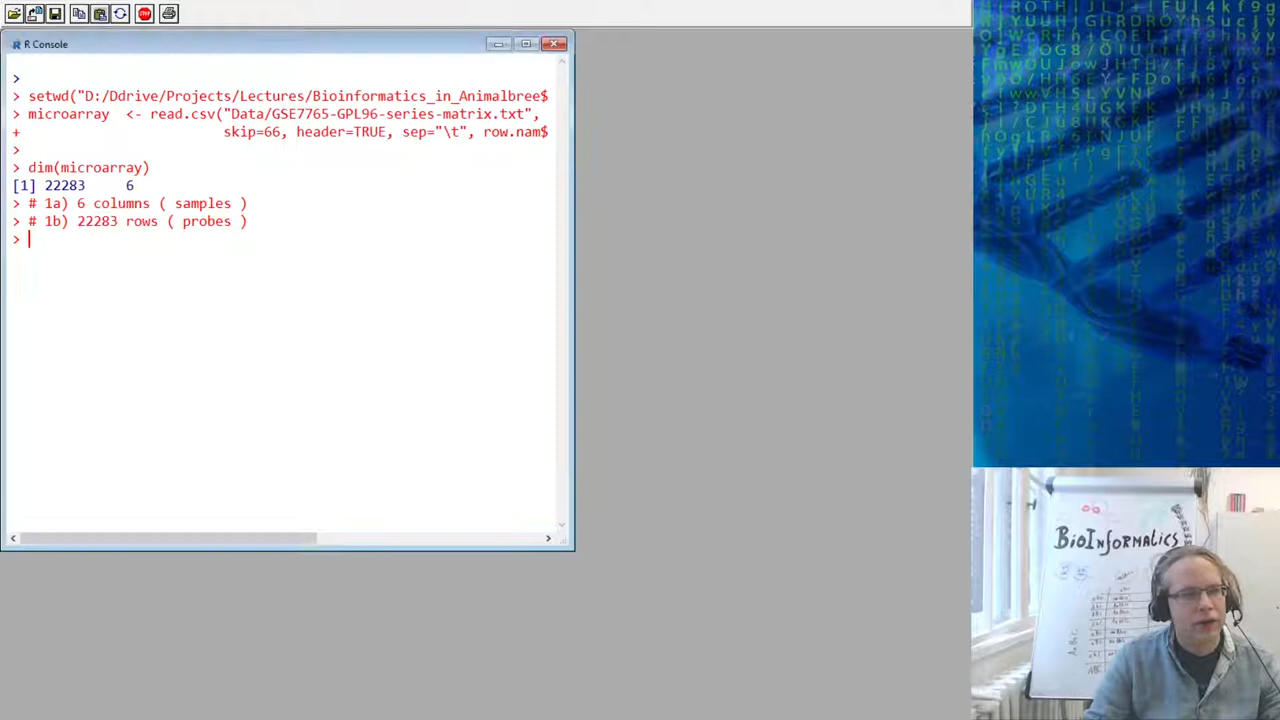 R Console
>
> setwd("D:/Ddrive/Projects/Lectures/Bioinformatics_in_Animalbree$
> microarray  <- read.csv("Data/GSE7765-GPL96-series-matrix.txt",
+                         skip=66, header=TRUE, sep="\t", row.nam$
>
> dim(microarray)
[1] 22283     6
> # 1a) 6 columns ( samples )
> # 1b) 22283 rows ( probes )
>
STOP
BioInformatics